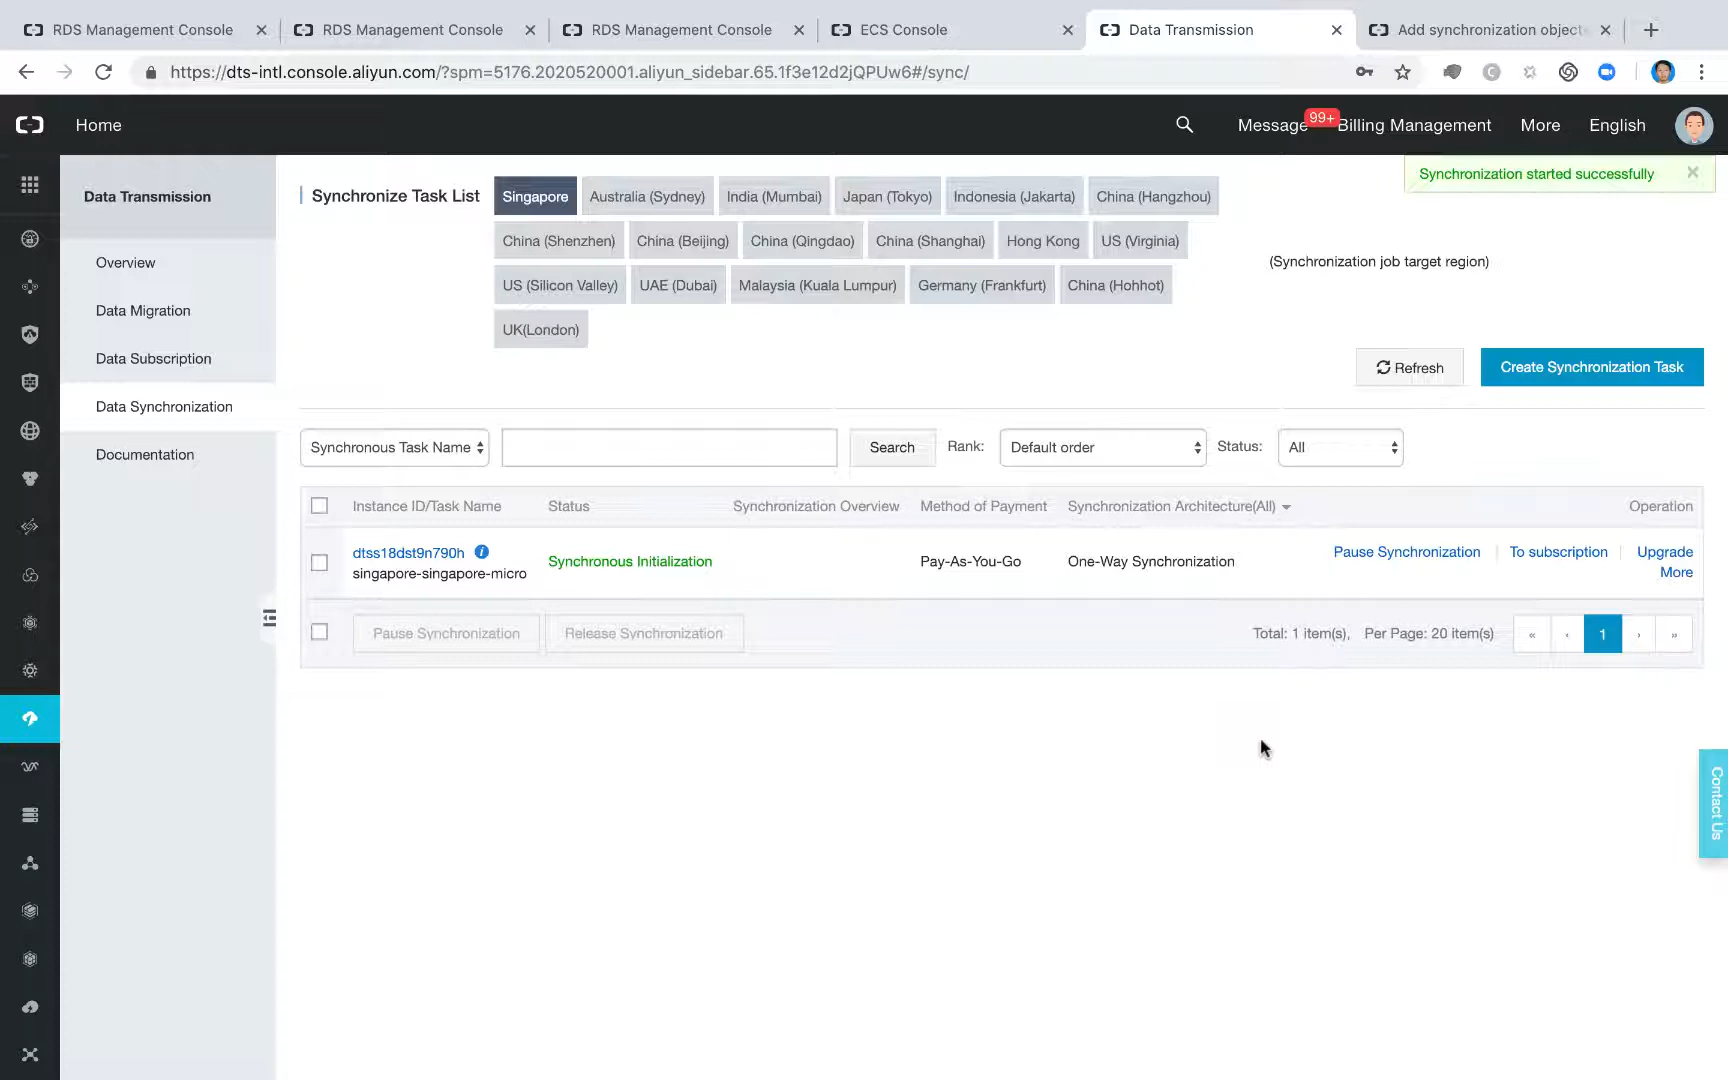 RDS Management Console
RDS Management Console
RDS Management Console
ECS Console
Data Transmission
Add synchronization object
https://dts-intl.console.aliyun.com/?spm=5176.2020520001.aliyun_sidebar.65.1f3e12d2jQPUw6#/sync/
Home
Message 99+ Billing Management More English
Synchronization started successfully
Data Transmission
Overview
Data Migration
Data Subscription
Data Synchronization
Documentation
Synchronize Task List
Singapore Australia (Sydney) India (Mumbai) Japan (Tokyo) Indonesia (Jakarta) China (Hangzhou)
China (Shenzhen) China (Beijing) China (Qingdao) China (Shanghai) Hong Kong US (Virginia)
US (Silicon Valley) UAE (Dubai) Malaysia (Kuala Lumpur) Germany (Frankfurt) China (Hohhot)
UK(London)
(Synchronization job target region)
Refresh Create Synchronization Task
Synchronous Task Name Search Rank: Default order Status: All
Instance ID/Task Name Status Synchronization Overview Method of Payment Synchronization Architecture(All) Operation
dtss18dst9n790h
singapore-singapore-micro
Synchronous Initialization
Pay-As-You-Go
One-Way Synchronization
Pause Synchronization To subscription Upgrade
More
Pause Synchronization Release Synchronization Total: 1 item(s), Per Page: 20 item(s) « ‹ 1 › »
Contact Us